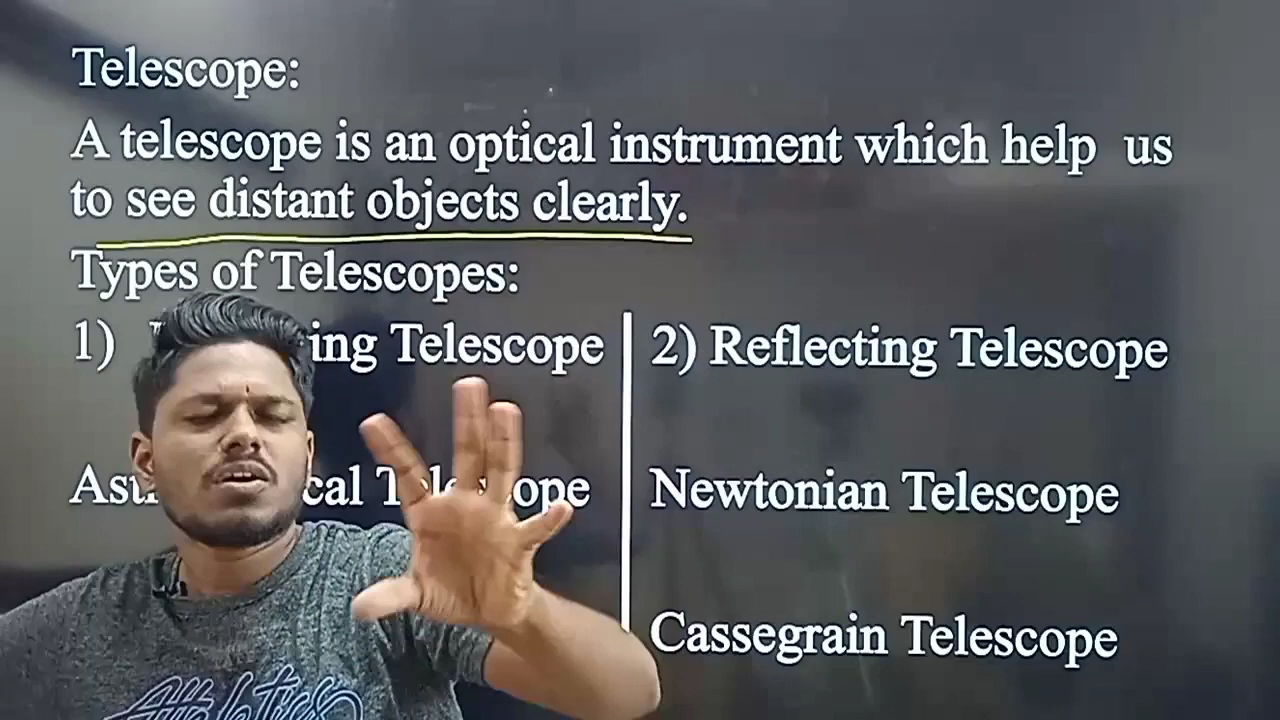 Telescope:
A telescope is an optical instrument which help us
to see distant objects clearly.
Types of Telescopes:
1) Telescope
2) Reflecting Telescope
Newtonian Telescope
Cassegrain Telescope
Athletics